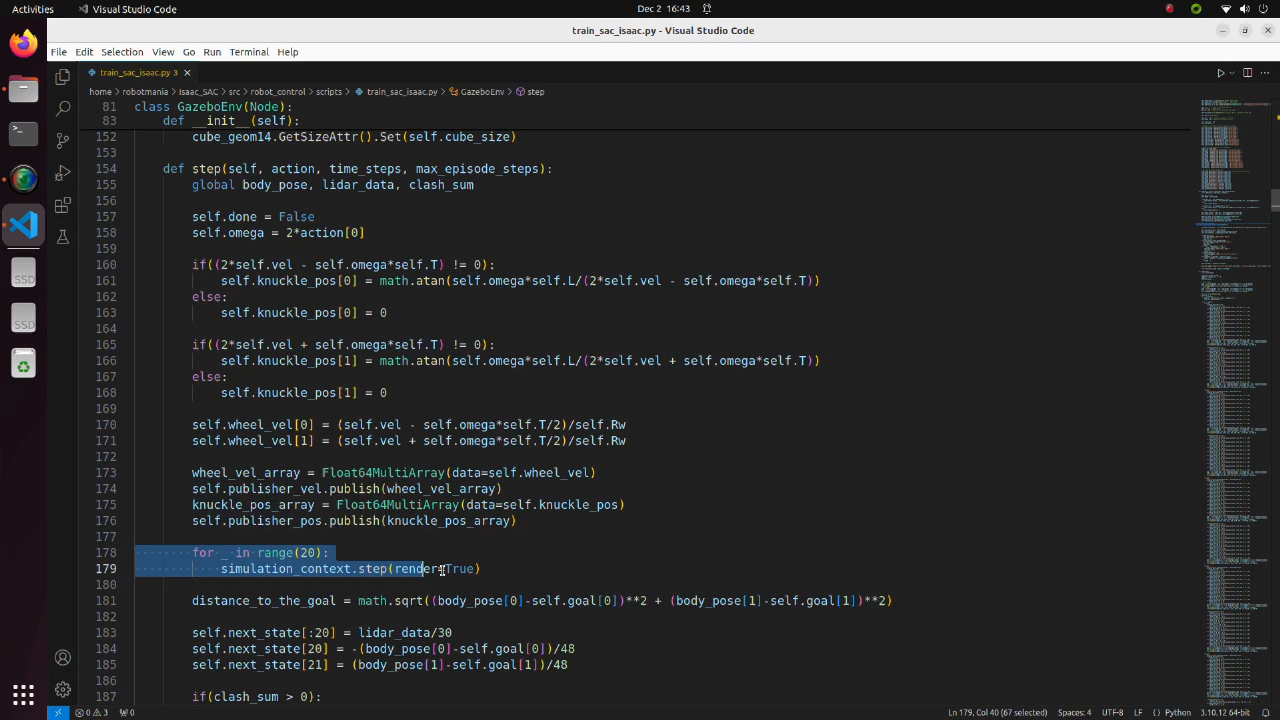 Activities
Visual Studio Code
Dec 2 16:43
train_sac_isaac.py - Visual Studio Code
File Edit Selection View Go Run Terminal Help
train_sac_isaac.py 3
home > robotmania > Isaac_SAC > src > robot_control > scripts > train_sac_isaac.py > GazeboEnv > step
81 class GazeboEnv(Node):
83 def __init__(self):
152 cube_geom14.GetSizeAttr().Set(self.cube_size)
153
154 def step(self, action, time_steps, max_episode_steps):
155 global body_pose, lidar_data, clash_sum
156
157 self.done = False
158 self.omega = 2*action[0]
159
160 if((2*self.vel - self.omega*self.T) != 0):
161 self.knuckle_pos[0] = math.atan(self.omega*self.L/(2*self.vel - self.omega*self.T))
162 else:
163 self.knuckle_pos[0] = 0
164
165 if((2*self.vel + self.omega*self.T) != 0):
166 self.knuckle_pos[1] = math.atan(self.omega*self.L/(2*self.vel + self.omega*self.T))
167 else:
168 self.knuckle_pos[1] = 0
169
170 self.wheel_vel[0] = (self.vel - self.omega*self.T/2)/self.Rw
171 self.wheel_vel[1] = (self.vel + self.omega*self.T/2)/self.Rw
172
173 wheel_vel_array = Float64MultiArray(data=self.wheel_vel)
174 self.publisher_vel.publish(wheel_vel_array)
175 knuckle_pos_array = Float64MultiArray(data=self.knuckle_pos)
176 self.publisher_pos.publish(knuckle_pos_array)
177
178 for _ in range(20):
179 simulation_context.step(render=True)
180
181 distance_to_the_goal = math.sqrt((body_pose[0]-self.goal[0])**2 + (body_pose[1]-self.goal[1])**2)
182
183 self.next_state[:20] = lidar_data/20
184 self.next_state[20] = (body_pose[0]-self.goal[0])/48
185 self.next_state[21] = (body_pose[1]-self.goal[1])/48
186
187 if(clash_sum > 0):
SSD
SSD
0 3 0
Ln 179, Col 40 (67 selected) Spaces: 4 UTF-8 LF Python 3.10.12 64-bit